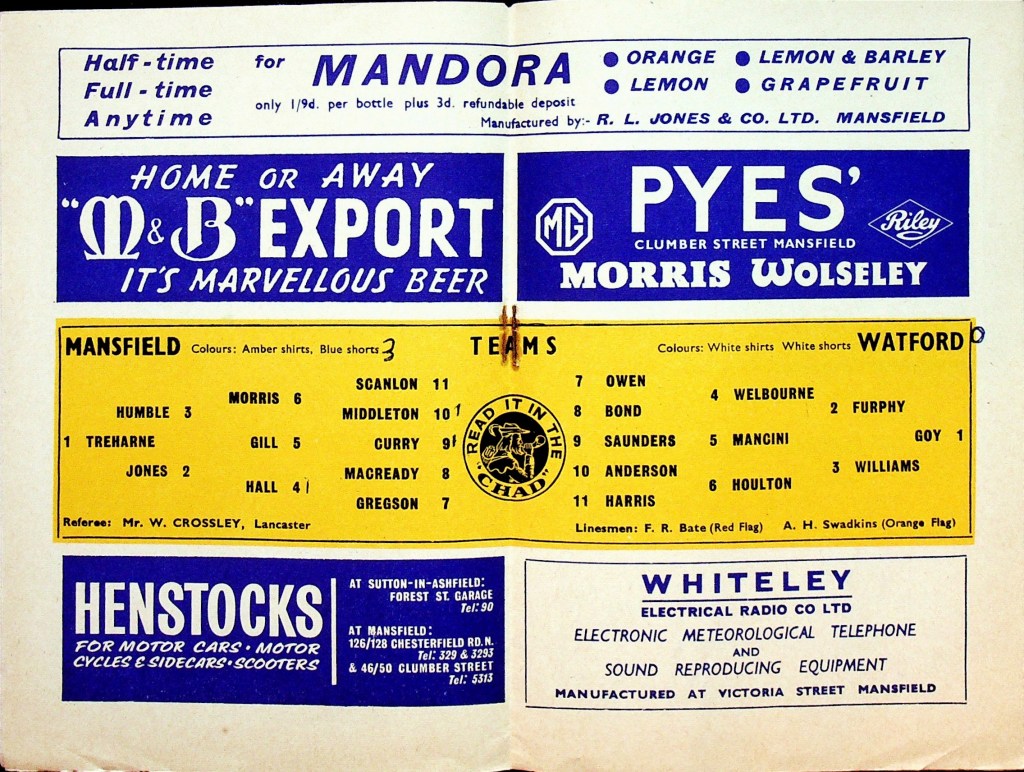 Half-time for MANDORA ● ORANGE ● LEMON & BARLEY
Full-time ● LEMON ● GRAPEFRUIT
Anytime only 1/9d. per bottle plus 3d. refundable deposit
Manufactured by:- R. L. JONES & CO. LTD. MANSFIELD
HOME OR AWAY
"M & B" EXPORT
IT'S MARVELLOUS BEER
PYES'
MG
Riley
CLUMBER STREET MANSFIELD
MORRIS WOLSELEY
MANSFIELD Colours: Amber shirts, Blue shorts 3
TEAMS
Colours: White shirts White shorts WATFORD 0
SCANLON 11
MORRIS 6
MIDDLETON 10 1
HUMBLE 3
1 TREHARNE
GILL 5
CURRY 9 1
JONES 2
MACREADY 8
HALL 4 1
GREGSON 7
READ IT IN THE
"CHAD"
7 OWEN
4 WELBOURNE
8 BOND
2 FURPHY
9 SAUNDERS
5 MANCINI
GOY 1
10 ANDERSON
3 WILLIAMS
6 HOULTON
11 HARRIS
Referee: Mr. W. CROSSLEY, Lancaster
Linesmen: F. R. Bate (Red Flag) A. H. Swadkins (Orange Flag)
HENSTOCKS
FOR MOTOR CARS · MOTOR
CYCLES & SIDECARS · SCOOTERS
AT SUTTON-IN-ASHFIELD:
FOREST ST. GARAGE
Tel: 90
AT MANSFIELD:
126/128 CHESTERFIELD RD. N.
Tel: 329 & 3293
& 46/50 CLUMBER STREET
Tel: 5313
WHITELEY
ELECTRICAL RADIO CO LTD
ELECTRONIC METEOROLOGICAL TELEPHONE
AND
SOUND REPRODUCING EQUIPMENT
MANUFACTURED AT VICTORIA STREET MANSFIELD